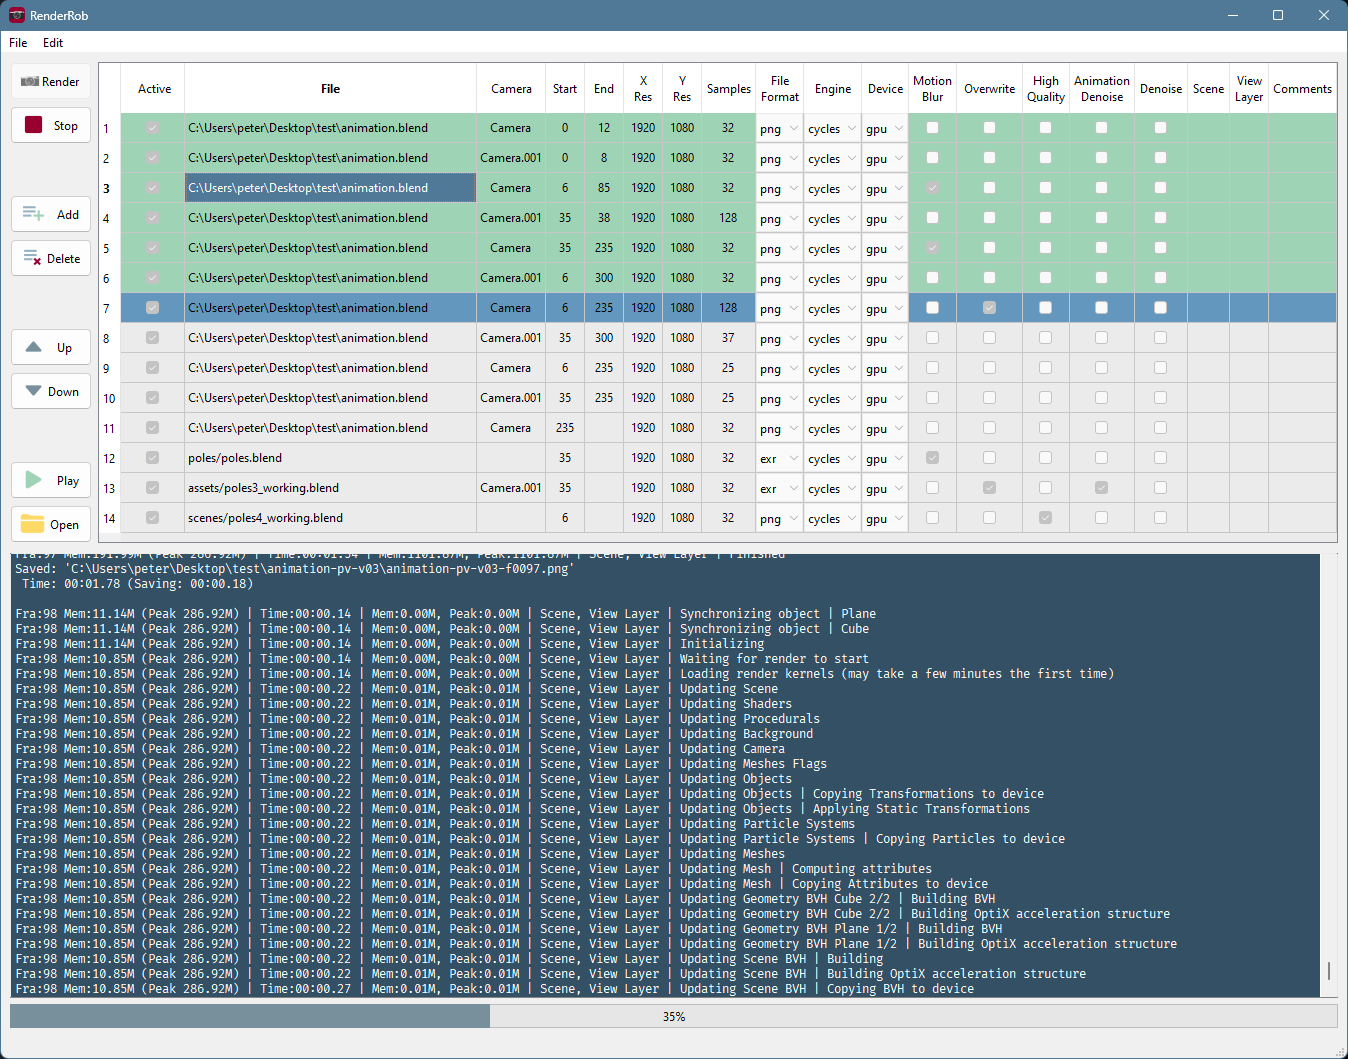 RenderRob
File Edit
Render
Stop
Add
Delete
Up
Down
Play
Open
Active File Camera Start End X Res Y Res Samples File Format Engine Device Motion Blur Overwrite High Quality Animation Denoise Denoise Scene View Layer Comments
1 C:\Users\peter\Desktop\test\animation.blend Camera 0 12 1920 1080 32 png cycles gpu
2 C:\Users\peter\Desktop\test\animation.blend Camera.001 0 8 1920 1080 32 png cycles gpu
3 C:\Users\peter\Desktop\test\animation.blend Camera 6 85 1920 1080 32 png cycles gpu
4 C:\Users\peter\Desktop\test\animation.blend Camera.001 35 38 1920 1080 128 png cycles gpu
5 C:\Users\peter\Desktop\test\animation.blend Camera 35 235 1920 1080 32 png cycles gpu
6 C:\Users\peter\Desktop\test\animation.blend Camera.001 6 300 1920 1080 32 png cycles gpu
7 C:\Users\peter\Desktop\test\animation.blend Camera 6 235 1920 1080 128 png cycles gpu
8 C:\Users\peter\Desktop\test\animation.blend Camera.001 35 300 1920 1080 37 png cycles gpu
9 C:\Users\peter\Desktop\test\animation.blend Camera 6 235 1920 1080 25 png cycles gpu
10 C:\Users\peter\Desktop\test\animation.blend Camera.001 35 235 1920 1080 25 png cycles gpu
11 C:\Users\peter\Desktop\test\animation.blend Camera 235 1920 1080 32 png cycles gpu
12 poles/poles.blend 35 1920 1080 32 exr cycles gpu
13 assets/poles3_working.blend Camera.001 35 1920 1080 32 exr cycles gpu
14 scenes/poles4_working.blend 6 1920 1080 32 png cycles gpu
Fra:97 Mem:191.99M (Peak 286.92M) | Time:00:01.54 | Mem:1101.87M, Peak:1101.87M | Scene, View Layer | Finished
Saved: 'C:\Users\peter\Desktop\test\animation-pv-v03\animation-pv-v03-f0097.png'
Time: 00:01.78 (Saving: 00:00.18)
Fra:98 Mem:11.14M (Peak 286.92M) | Time:00:00.14 | Mem:0.00M, Peak:0.00M | Scene, View Layer | Synchronizing object | Plane
Fra:98 Mem:11.14M (Peak 286.92M) | Time:00:00.14 | Mem:0.00M, Peak:0.00M | Scene, View Layer | Synchronizing object | Cube
Fra:98 Mem:11.14M (Peak 286.92M) | Time:00:00.14 | Mem:0.00M, Peak:0.00M | Scene, View Layer | Initializing
Fra:98 Mem:10.85M (Peak 286.92M) | Time:00:00.14 | Mem:0.00M, Peak:0.00M | Scene, View Layer | Waiting for render to start
Fra:98 Mem:10.85M (Peak 286.92M) | Time:00:00.14 | Mem:0.00M, Peak:0.00M | Scene, View Layer | Loading render kernels (may take a few minutes the first time)
Fra:98 Mem:10.85M (Peak 286.92M) | Time:00:00.22 | Mem:0.01M, Peak:0.01M | Scene, View Layer | Updating Scene
Fra:98 Mem:10.85M (Peak 286.92M) | Time:00:00.22 | Mem:0.01M, Peak:0.01M | Scene, View Layer | Updating Shaders
Fra:98 Mem:10.85M (Peak 286.92M) | Time:00:00.22 | Mem:0.01M, Peak:0.01M | Scene, View Layer | Updating Procedurals
Fra:98 Mem:10.85M (Peak 286.92M) | Time:00:00.22 | Mem:0.01M, Peak:0.01M | Scene, View Layer | Updating Background
Fra:98 Mem:10.85M (Peak 286.92M) | Time:00:00.22 | Mem:0.01M, Peak:0.01M | Scene, View Layer | Updating Camera
Fra:98 Mem:10.85M (Peak 286.92M) | Time:00:00.22 | Mem:0.01M, Peak:0.01M | Scene, View Layer | Updating Meshes Flags
Fra:98 Mem:10.85M (Peak 286.92M) | Time:00:00.22 | Mem:0.01M, Peak:0.01M | Scene, View Layer | Updating Objects
Fra:98 Mem:10.85M (Peak 286.92M) | Time:00:00.22 | Mem:0.01M, Peak:0.01M | Scene, View Layer | Updating Objects | Copying Transformations to device
Fra:98 Mem:10.85M (Peak 286.92M) | Time:00:00.22 | Mem:0.01M, Peak:0.01M | Scene, View Layer | Updating Objects | Applying Static Transformations
Fra:98 Mem:10.85M (Peak 286.92M) | Time:00:00.22 | Mem:0.01M, Peak:0.01M | Scene, View Layer | Updating Particle Systems
Fra:98 Mem:10.85M (Peak 286.92M) | Time:00:00.22 | Mem:0.01M, Peak:0.01M | Scene, View Layer | Updating Particle Systems | Copying Particles to device
Fra:98 Mem:10.85M (Peak 286.92M) | Time:00:00.22 | Mem:0.01M, Peak:0.01M | Scene, View Layer | Updating Meshes
Fra:98 Mem:10.85M (Peak 286.92M) | Time:00:00.22 | Mem:0.01M, Peak:0.01M | Scene, View Layer | Updating Mesh | Computing attributes
Fra:98 Mem:10.85M (Peak 286.92M) | Time:00:00.22 | Mem:0.01M, Peak:0.01M | Scene, View Layer | Updating Mesh | Copying Attributes to device
Fra:98 Mem:10.85M (Peak 286.92M) | Time:00:00.22 | Mem:0.01M, Peak:0.01M | Scene, View Layer | Updating Geometry BVH Cube 2/2 | Building BVH
Fra:98 Mem:10.85M (Peak 286.92M) | Time:00:00.22 | Mem:0.01M, Peak:0.01M | Scene, View Layer | Updating Geometry BVH Cube 2/2 | Building OptiX acceleration structure
Fra:98 Mem:10.85M (Peak 286.92M) | Time:00:00.22 | Mem:0.01M, Peak:0.01M | Scene, View Layer | Updating Geometry BVH Plane 1/2 | Building BVH
Fra:98 Mem:10.85M (Peak 286.92M) | Time:00:00.22 | Mem:0.01M, Peak:0.01M | Scene, View Layer | Updating Geometry BVH Plane 1/2 | Building OptiX acceleration structure
Fra:98 Mem:10.85M (Peak 286.92M) | Time:00:00.22 | Mem:0.01M, Peak:0.01M | Scene, View Layer | Updating Scene BVH | Building
Fra:98 Mem:10.85M (Peak 286.92M) | Time:00:00.22 | Mem:0.01M, Peak:0.01M | Scene, View Layer | Updating Scene BVH | Building OptiX acceleration structure
Fra:98 Mem:10.85M (Peak 286.92M) | Time:00:00.27 | Mem:0.01M, Peak:0.01M | Scene, View Layer | Updating Scene BVH | Copying BVH to device
35%